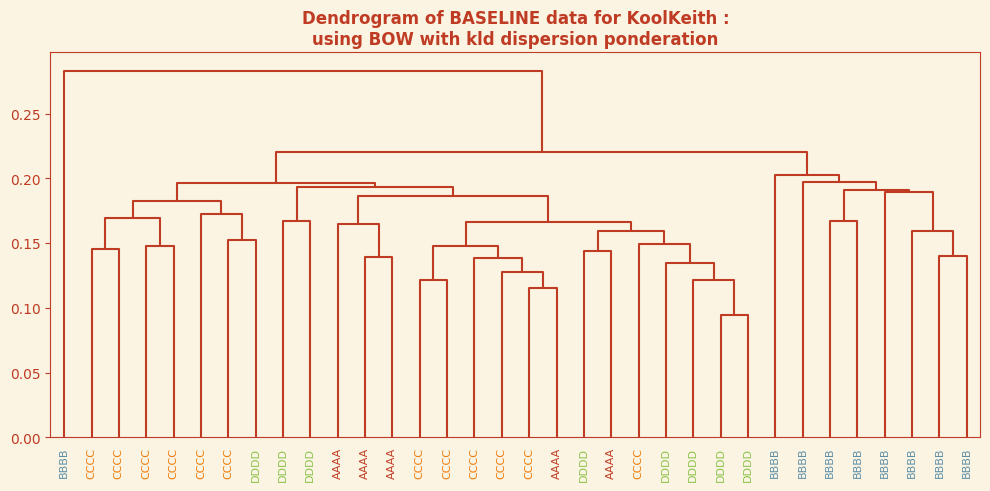 Dendrogram of BASELINE data for KoolKeith :
using BOW with kld dispersion ponderation
0.25
0.20
0.15
0.10
0.05
0.00
BBBB CCCC CCCC CCCC CCCC CCCC CCCC DDDD DDDD DDDD AAAA AAAA AAAA CCCC CCCC CCCC CCCC CCCC AAAA DDDD AAAA CCCC DDDD DDDD DDDD DDDD BBBB BBBB BBBB BBBB BBBB BBBB BBBB BBBB